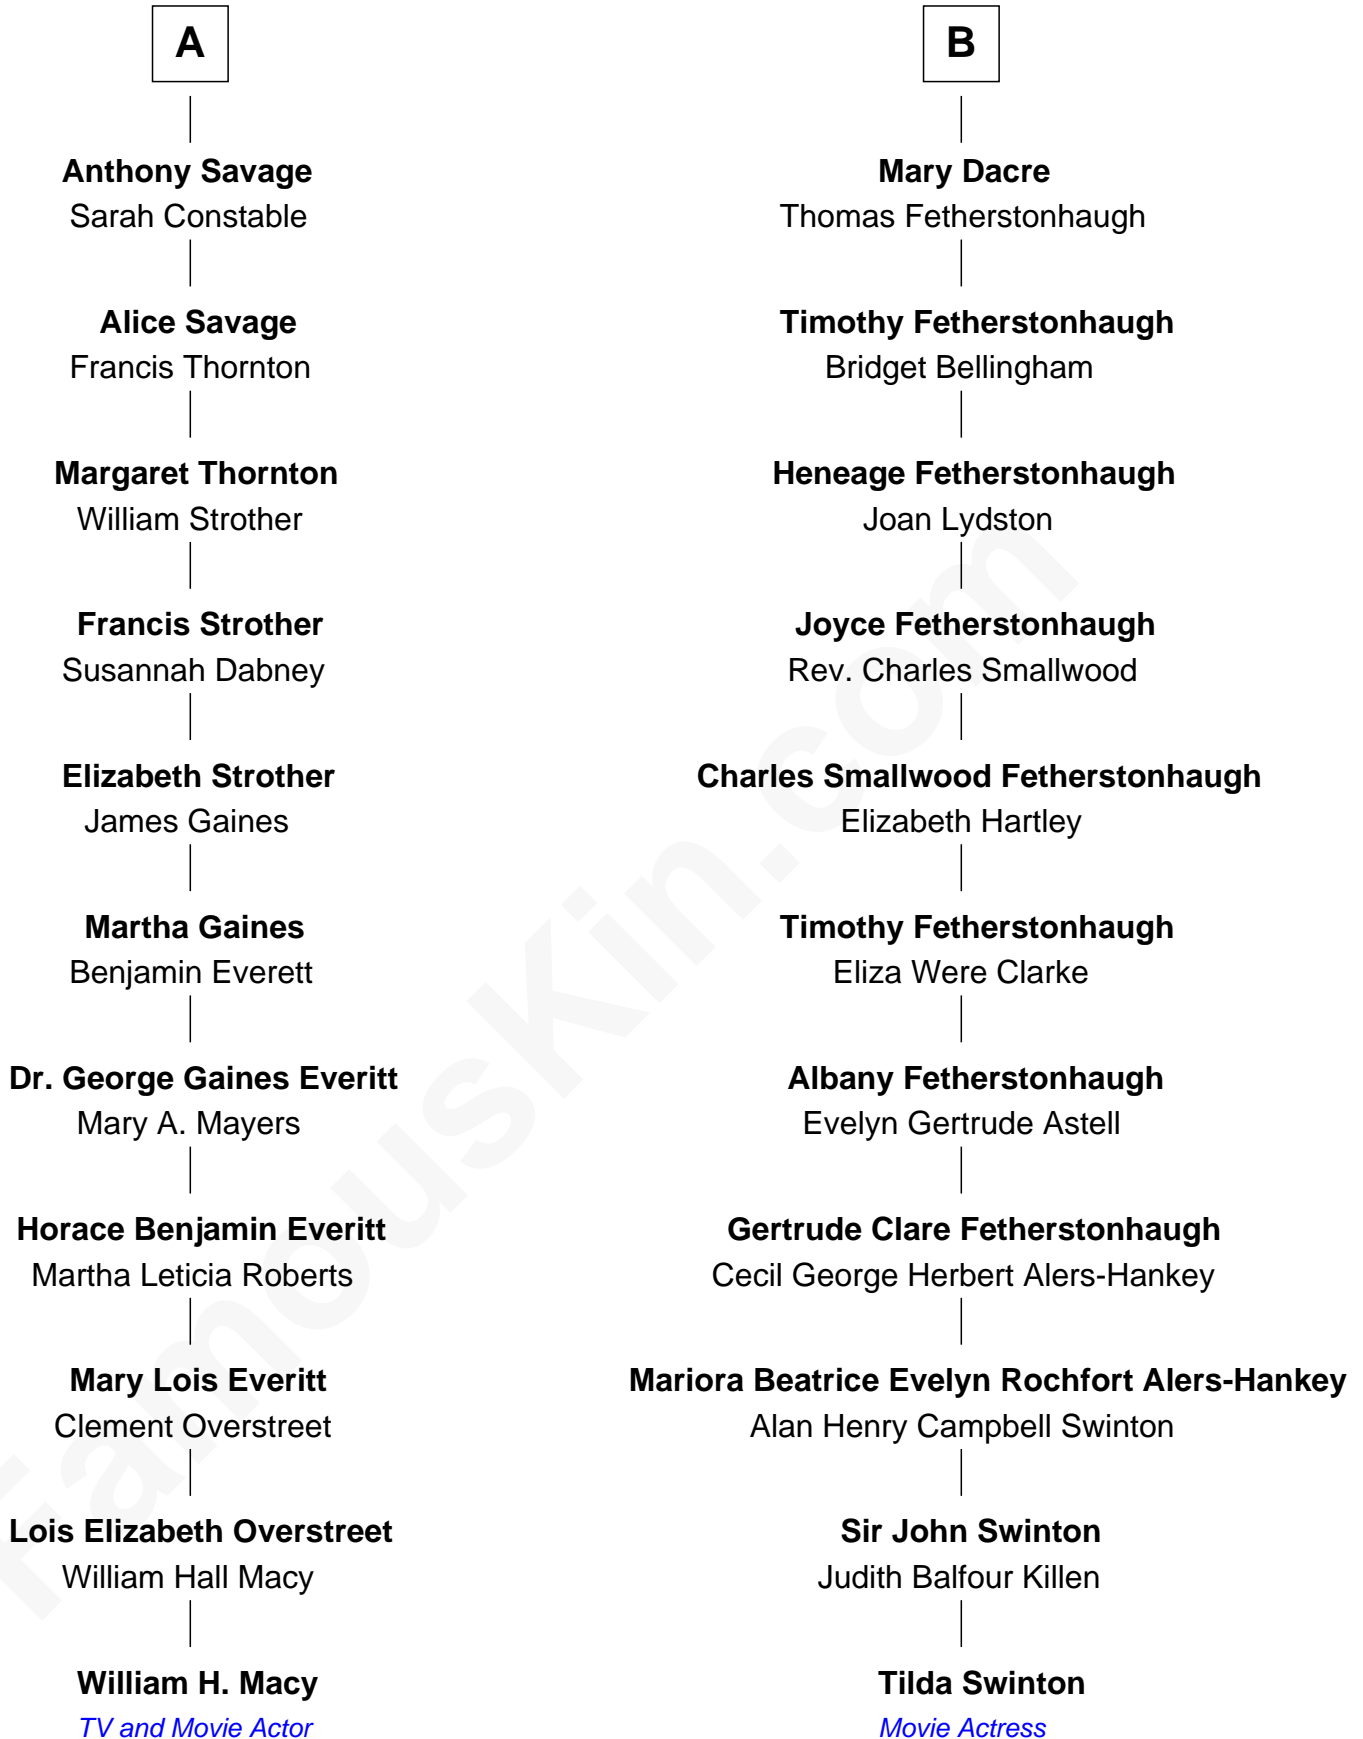 A
Anthony Savage
Sarah Constable
Alice Savage
Francis Thornton
Margaret Thornton
William Strother
Francis Strother
Susannah Dabney
Elizabeth Strother
James Gaines
Martha Gaines
Benjamin Everett
Dr. George Gaines Everitt
Mary A. Mayers
Horace Benjamin Everitt
Martha Leticia Roberts
Mary Lois Everitt
Clement Overstreet
Lois Elizabeth Overstreet
William Hall Macy
William H. Macy
TV and Movie Actor
B
Mary Dacre
Thomas Fetherstonhaugh
Timothy Fetherstonhaugh
Bridget Bellingham
Heneage Fetherstonhaugh
Joan Lydston
Joyce Fetherstonhaugh
Rev. Charles Smallwood
Charles Smallwood Fetherstonhaugh
Elizabeth Hartley
Timothy Fetherstonhaugh
Eliza Were Clarke
Albany Fetherstonhaugh
Evelyn Gertrude Astell
Gertrude Clare Fetherstonhaugh
Cecil George Herbert Alers-Hankey
Mariora Beatrice Evelyn Rochfort Alers-Hankey
Alan Henry Campbell Swinton
Sir John Swinton
Judith Balfour Killen
Tilda Swinton
Movie Actress
FamousKin.com